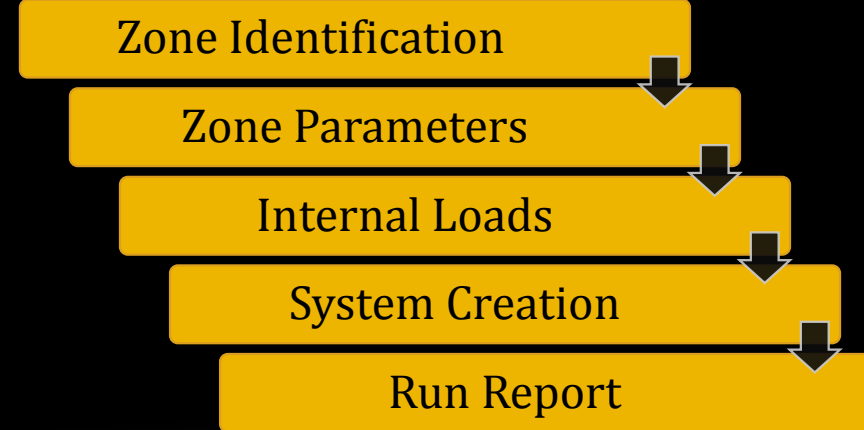 Zone Identification
Zone Parameters
Internal Loads
System Creation
Run Report